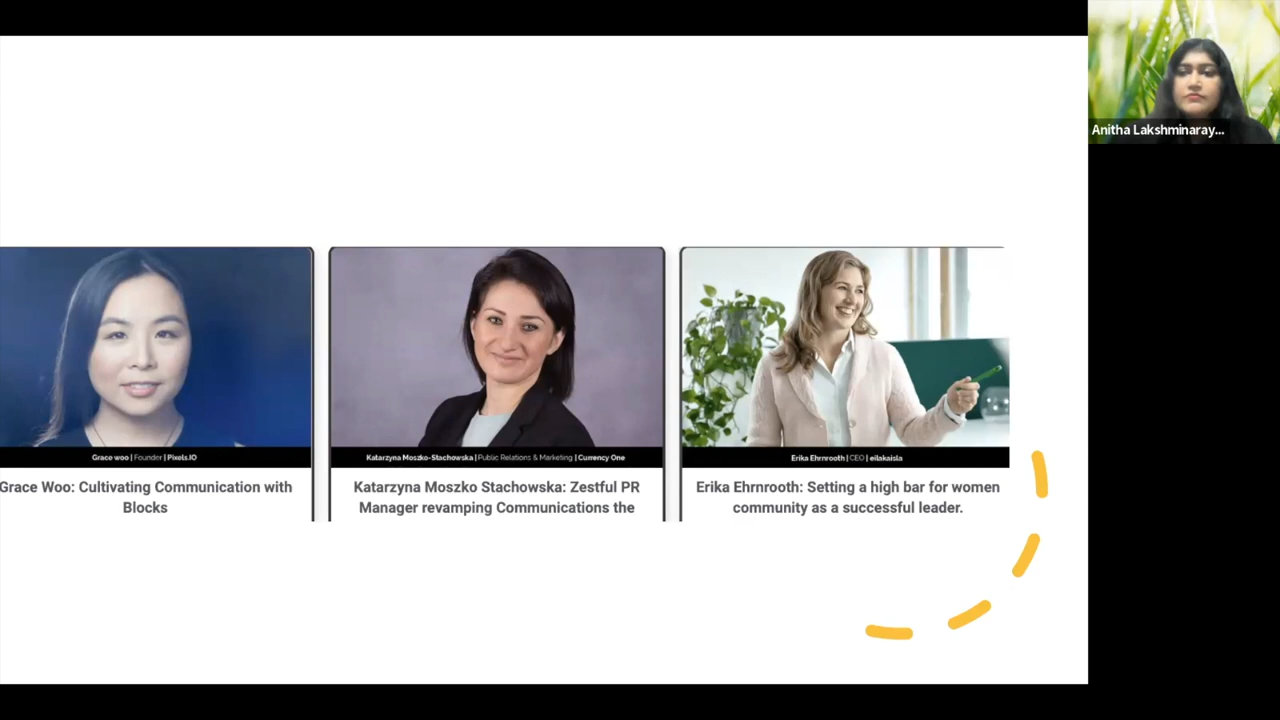 Anitha Lakshminaray...
Grace woo | Founder | Pixels.IO
Grace Woo: Cultivating Communication with
Blocks
Katarzyna Moszko-Stachowska | Public Relations & Marketing | Currency One
Katarzyna Moszko Stachowska: Zestful PR
Manager revamping Communications the
Erika Ehrnrooth | CEO | eilakaisla
Erika Ehrnrooth: Setting a high bar for women
community as a successful leader.